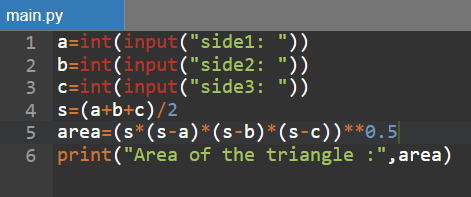 main.py
1 a=int(input("side1: "))
2 b=int(input("side2: "))
3 c=int(input("side3: "))
4 s=(a+b+c)/2
5 area=(s*(s-a)*(s-b)*(s-c))**0.5
6 print("Area of the triangle :",area)